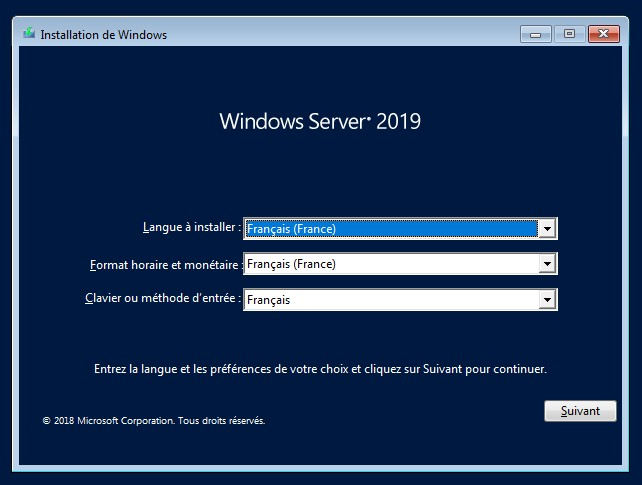 Installation de Windows
Windows Server® 2019
Langue à installer : Français (France)
Format horaire et monétaire : Français (France)
Clavier ou méthode d'entrée : Français
Entrez la langue et les préférences de votre choix et cliquez sur Suivant pour continuer.
Suivant
© 2018 Microsoft Corporation. Tous droits réservés.